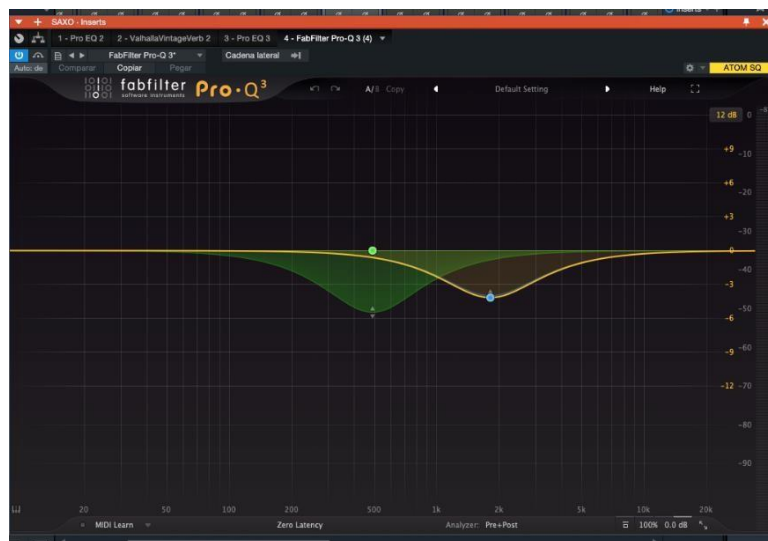 SAXO - Inserts
1 - Pro EQ 2 2 - ValhallaVintageVerb 2 3 - Pro EQ 3 4 - FabFilter Pro-Q 3 (4)
FabFilter Pro-Q 3* Cadena lateral
Auto: de Comparar Copiar Pegar ATOM SQ
fabfilter Pro·Q3 A/B Copy Default Setting Help
software instruments
12 dB 0
+9 -10
+6 -20
+3 -30
0 -40
-3 -50
-6 -60
-9 -70
-12 -80
-90
20 50 100 200 500 1k 2k 5k 10k 20k
MIDI Learn Zero Latency Analyzer: Pre+Post 100% 0.0 dB